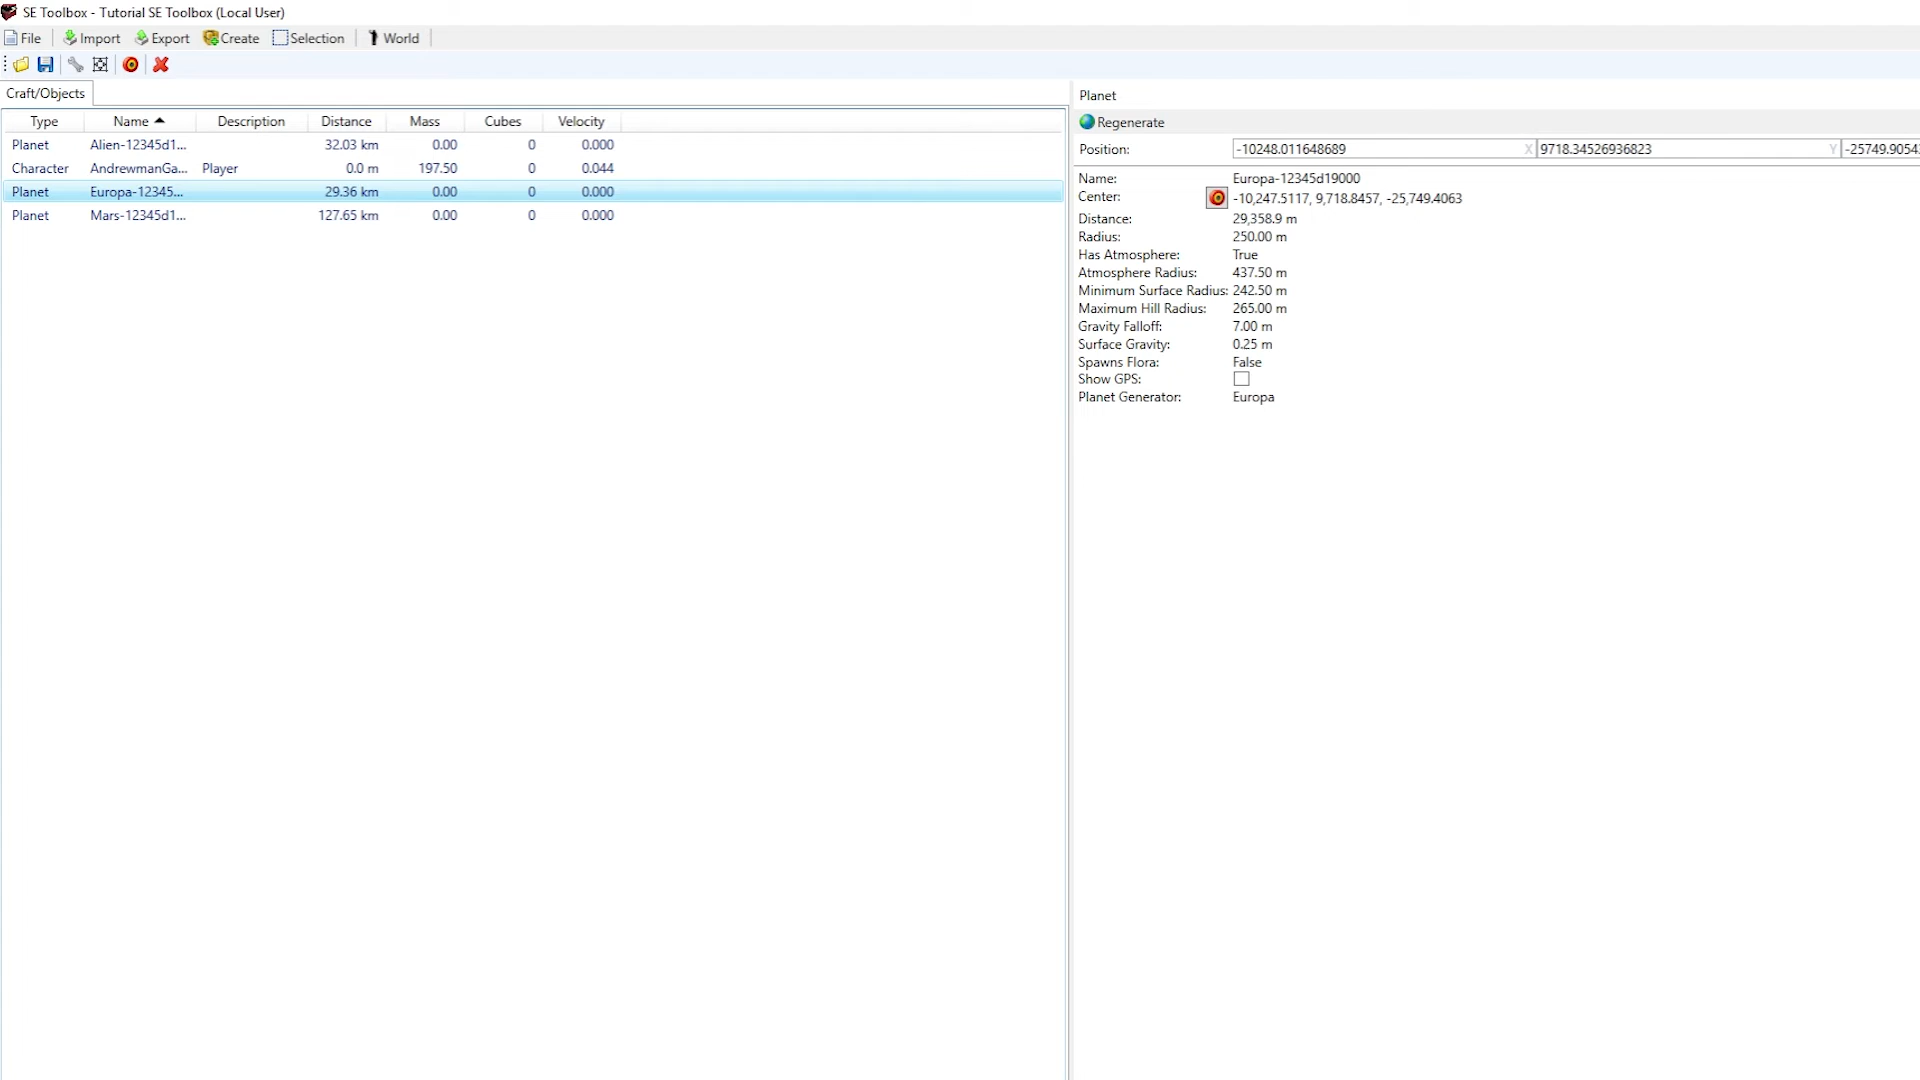 SE Toolbox - Tutorial SE Toolbox (Local User)
File Import Export Create Selection World
Craft/Objects
Type Name Description Distance Mass Cubes Velocity
Planet Alien-12345d1... 32.03 km 0.00 0 0.000
Character AndrewmanGa... Player 0.0 m 197.50 0 0.044
Planet Europa-12345... 29.36 km 0.00 0 0.000
Planet Mars-12345d1... 127.65 km 0.00 0 0.000
Planet
Regenerate
Position: -10248.011648689 X 9718.34526936823 Y -25749.9054
Name: Europa-12345d19000
Center: -10,247.5117, 9,718.8457, -25,749.4063
Distance: 29,358.9 m
Radius: 250.00 m
Has Atmosphere: True
Atmosphere Radius: 437.50 m
Minimum Surface Radius: 242.50 m
Maximum Hill Radius: 265.00 m
Gravity Falloff: 7.00 m
Surface Gravity: 0.25 m
Spawns Flora: False
Show GPS:
Planet Generator: Europa